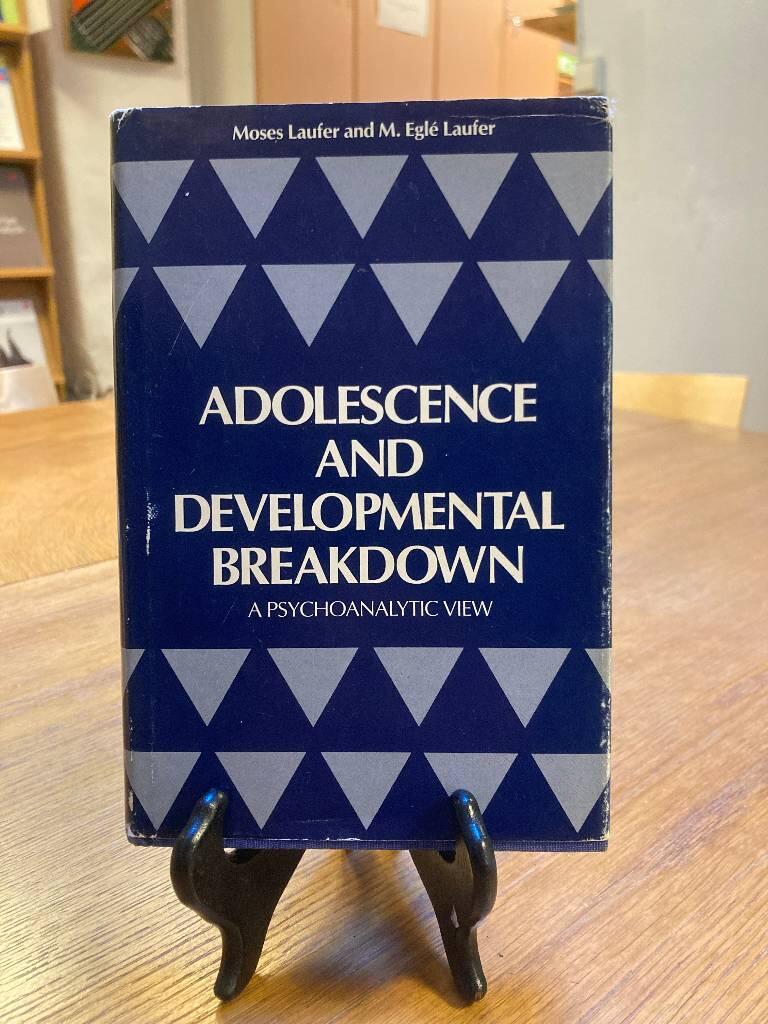 Moses Laufer and M. Eglé Laufer
ADOLESCENCE
AND
DEVELOPMENTAL
BREAKDOWN
A PSYCHOANALYTIC VIEW